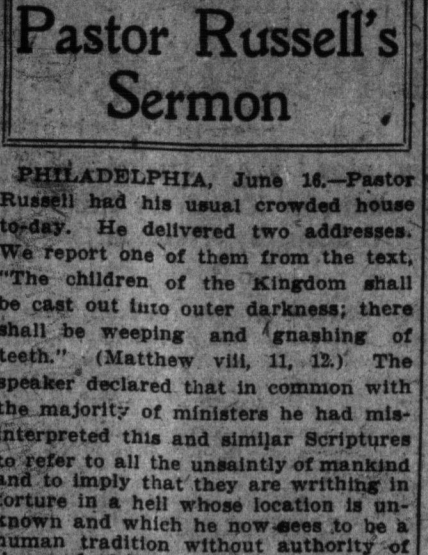 Pastor Russell's
Sermon
PHILADELPHIA, June 16.—Pastor
Russell had his usual crowded house
to-day. He delivered two addresses.
We report one of them from the text,
"The children of the Kingdom shall
be cast out into outer darkness; there
shall be weeping and gnashing of
teeth." (Matthew viii, 11, 12.) The
speaker declared that in common with
the majority of ministers he had mis-
interpreted this and similar Scriptures
to refer to all the unsaintly of mankind
and to imply that they are writhing in
torture in a hell whose location is un-
known and which he now sees to be a
human tradition without authority of